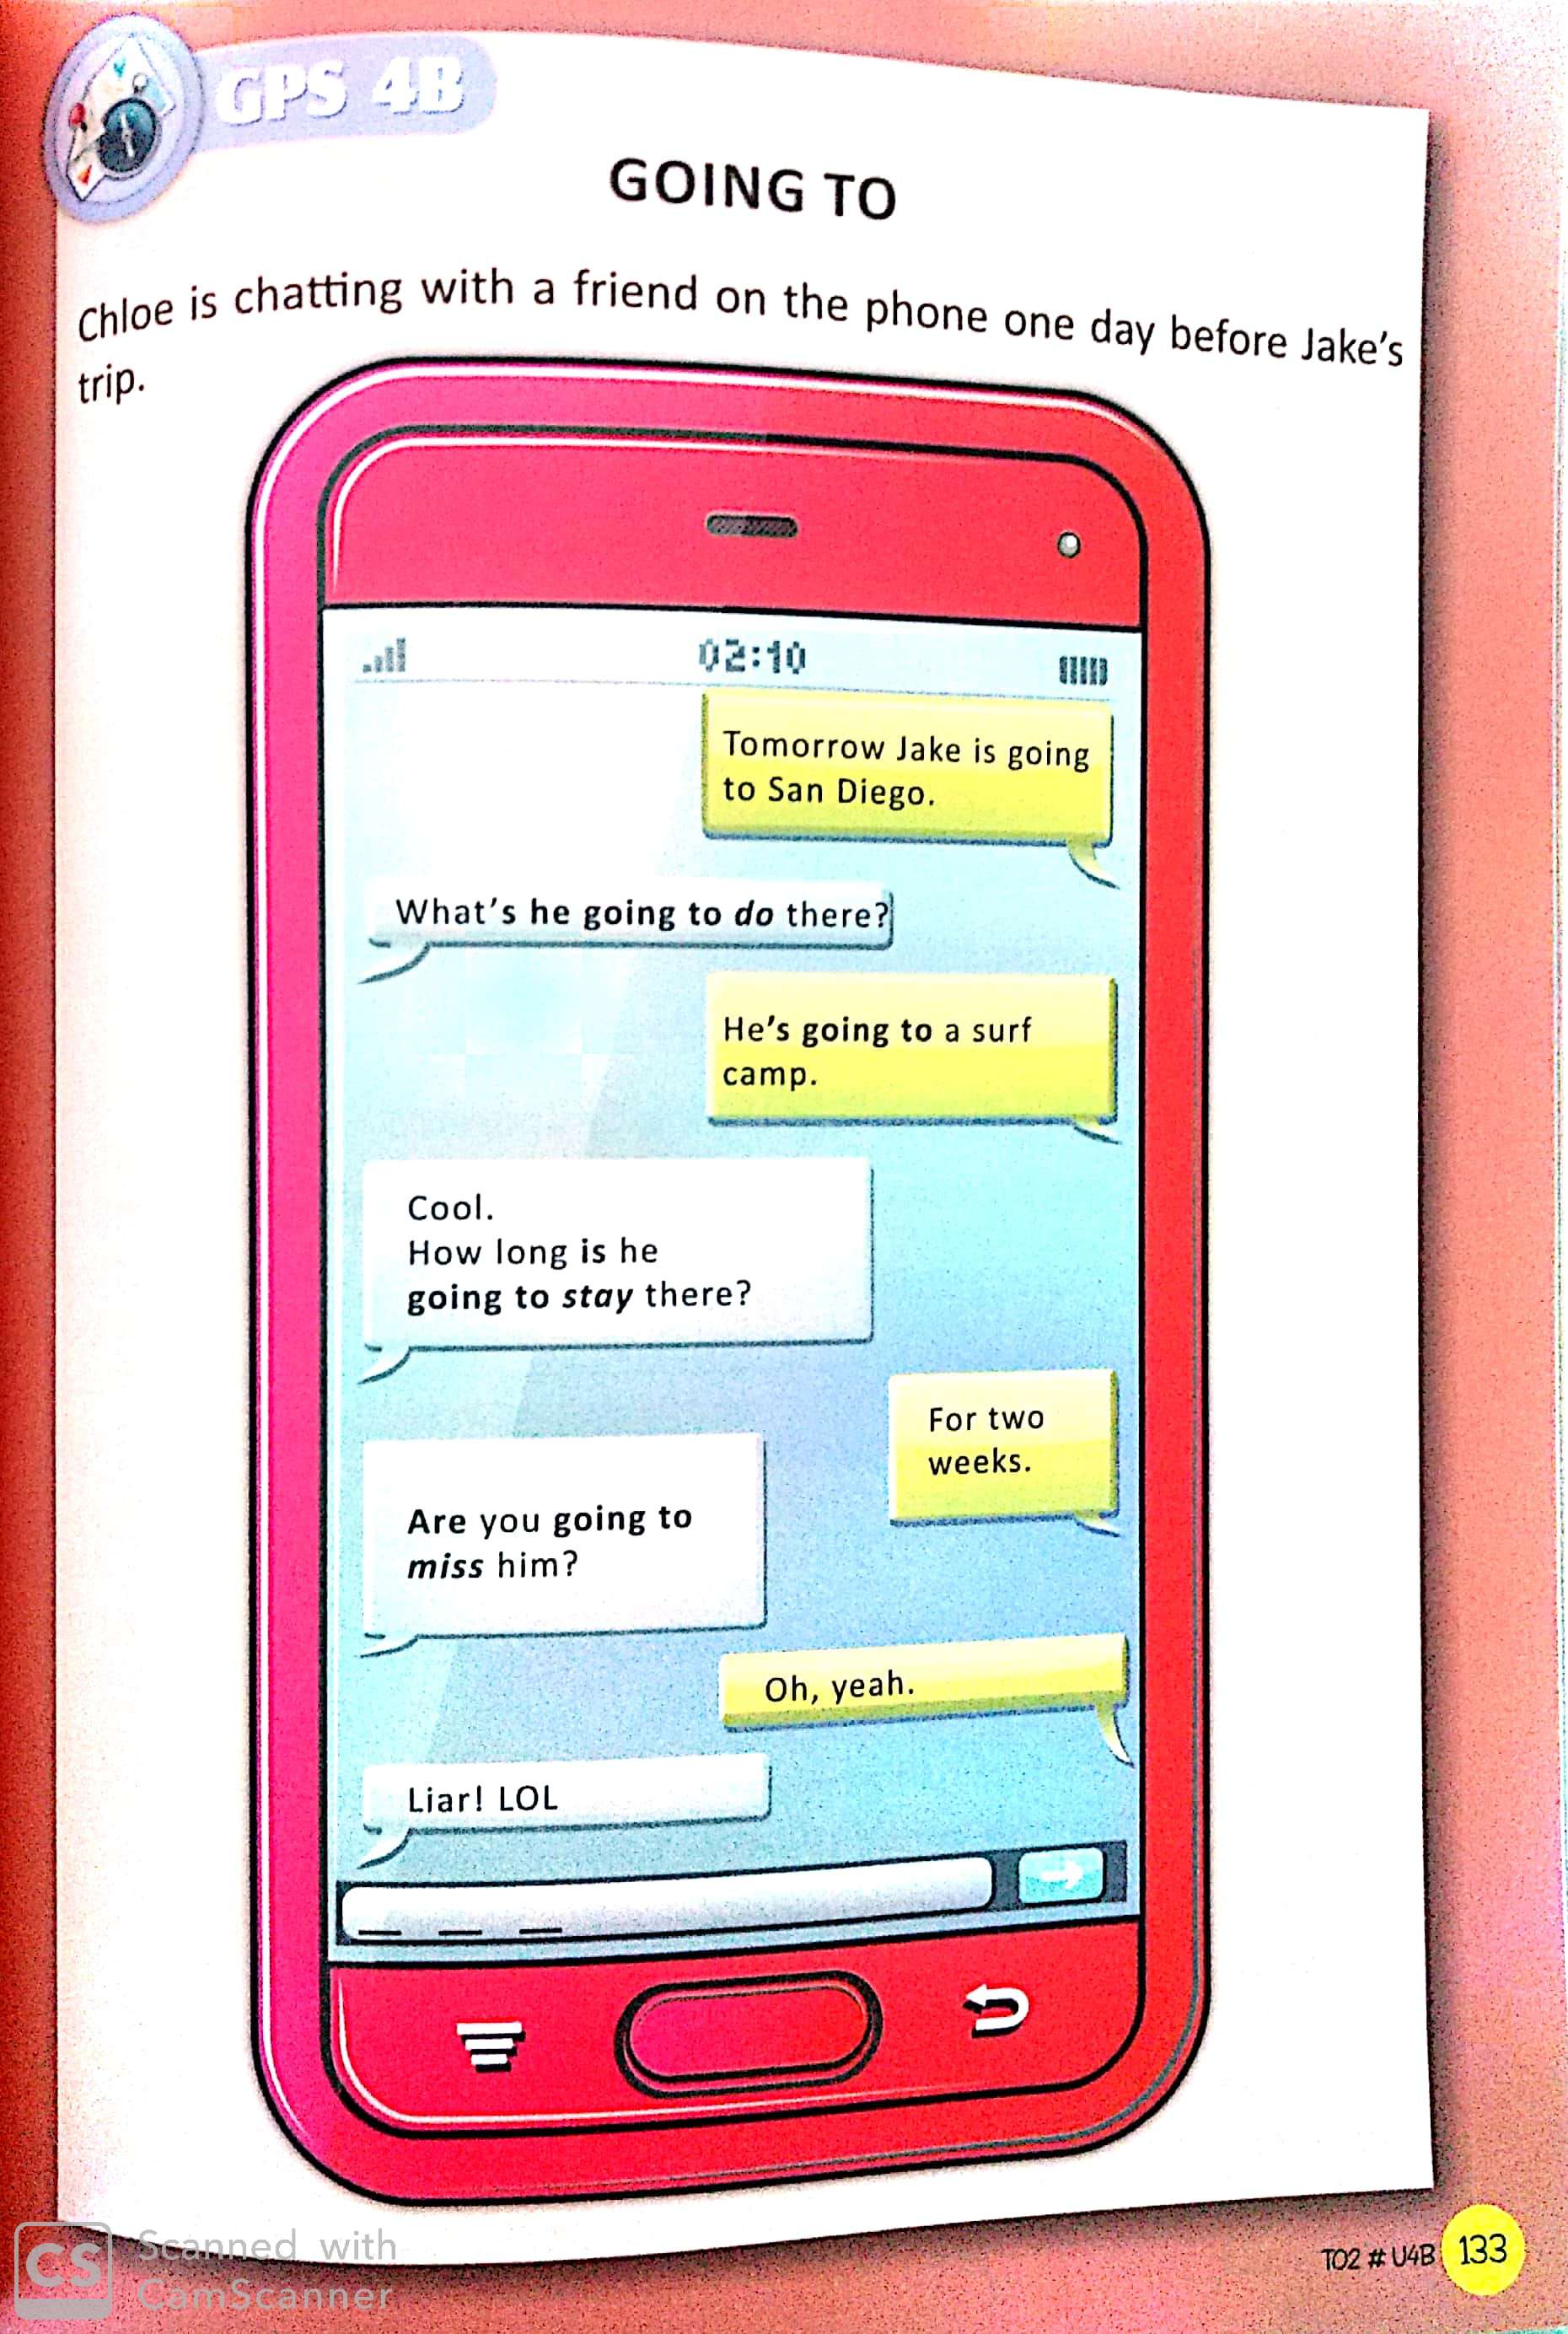 GPS 4B
GOING TO
Chloe is chatting with a friend on the phone one day before Jake's
trip.
02:10
Tomorrow Jake is going
to San Diego.
What's he going to do there?
He's going to a surf
camp.
Cool.
How long is he
going to stay there?
For two
weeks.
Are you going to
miss him?
Oh, yeah.
Liar! LOL
TO2 # U4B 133
CS Scanned with
CamScanner